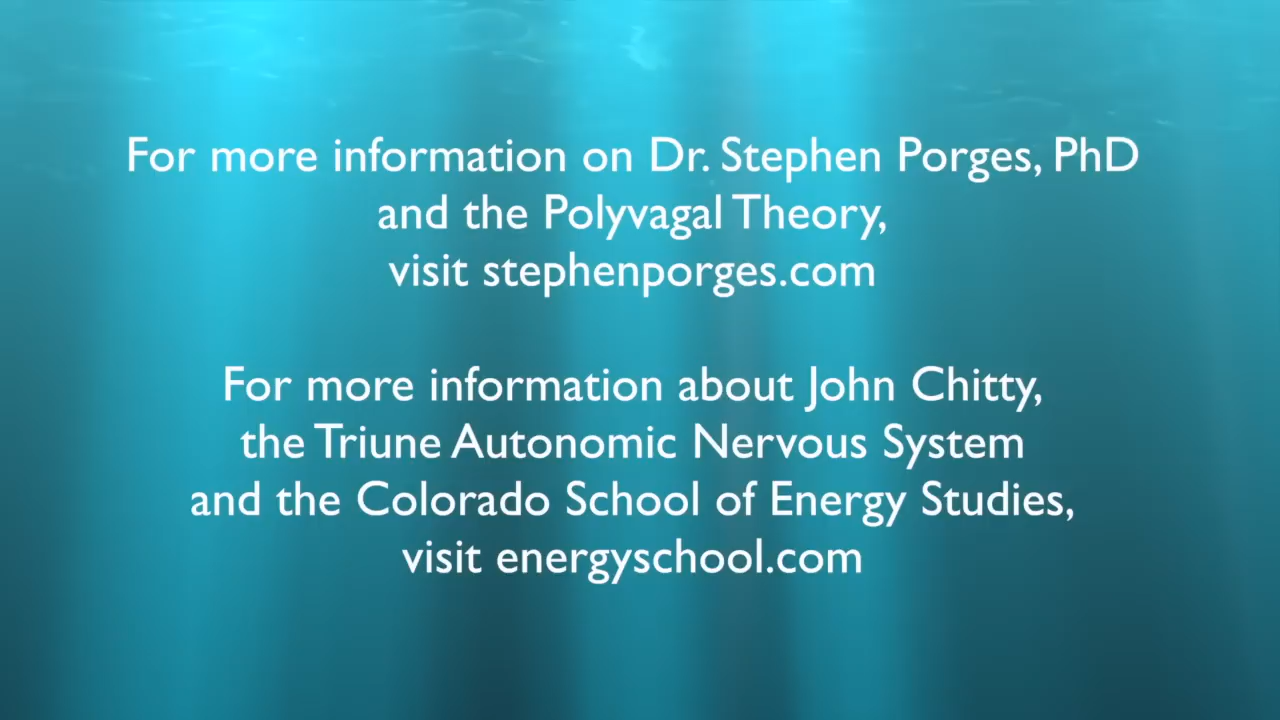 For more information on Dr. Stephen Porges, PhD
and the Polyvagal Theory,
visit stephenporges.com
For more information about John Chitty,
the Triune Autonomic Nervous System
and the Colorado School of Energy Studies,
visit energyschool.com